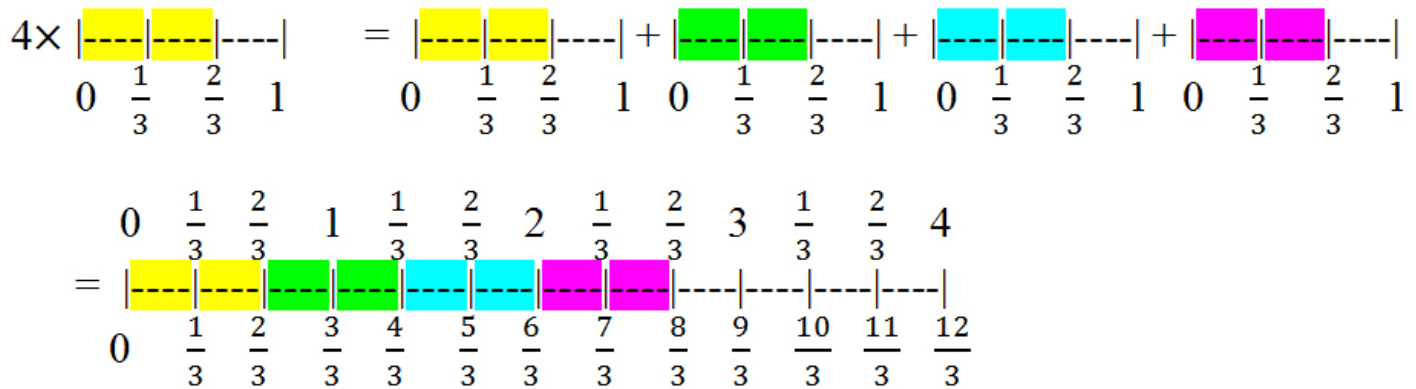 4× |----|----|----| = |----|----|----| + |----|----|----| + |----|----|----| + |----|----|----|
0 1/3 2/3 1 0 1/3 2/3 1 0 1/3 2/3 1 0 1/3 2/3 1 0 1/3 2/3 1
0 1/3 2/3 1 1/3 2/3 2 1/3 2/3 3 1/3 2/3 4
= |----|----|----|----|----|----|----|----|----|----|----|----|
0 1/3 2/3 3/3 4/3 5/3 6/3 7/3 8/3 9/3 10/3 11/3 12/3